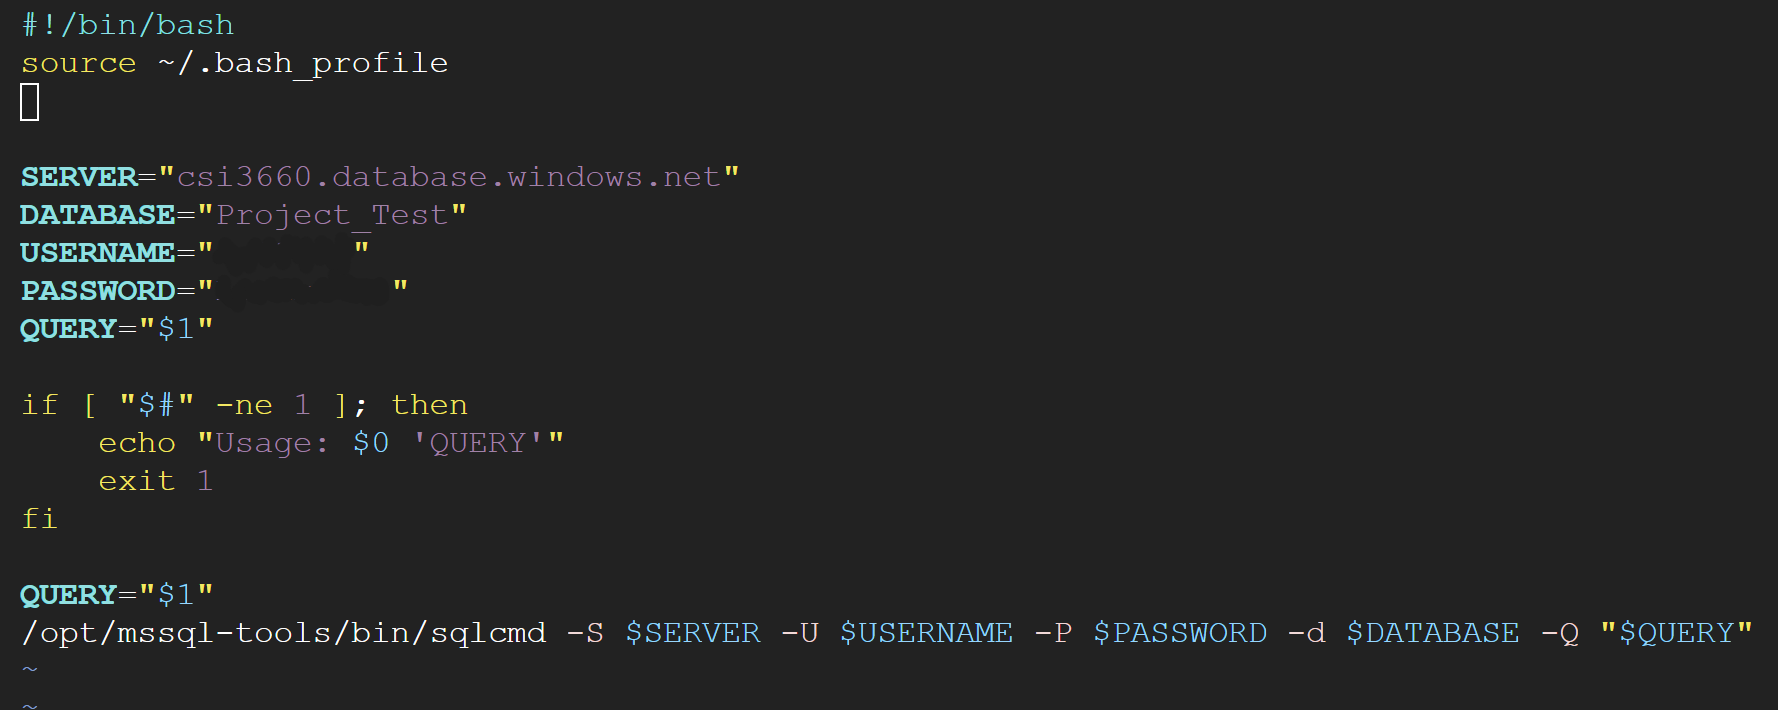 #!/bin/bash
source ~/.bash_profile
SERVER="csi3660.database.windows.net"
DATABASE="Project_Test"
USERNAME=" "
PASSWORD=" "
QUERY="$1"
if [ "$#" -ne 1 ]; then
    echo "Usage: $0 'QUERY'"
    exit 1
fi
QUERY="$1"
/opt/mssql-tools/bin/sqlcmd -S $SERVER -U $USERNAME -P $PASSWORD -d $DATABASE -Q "$QUERY"
~
~